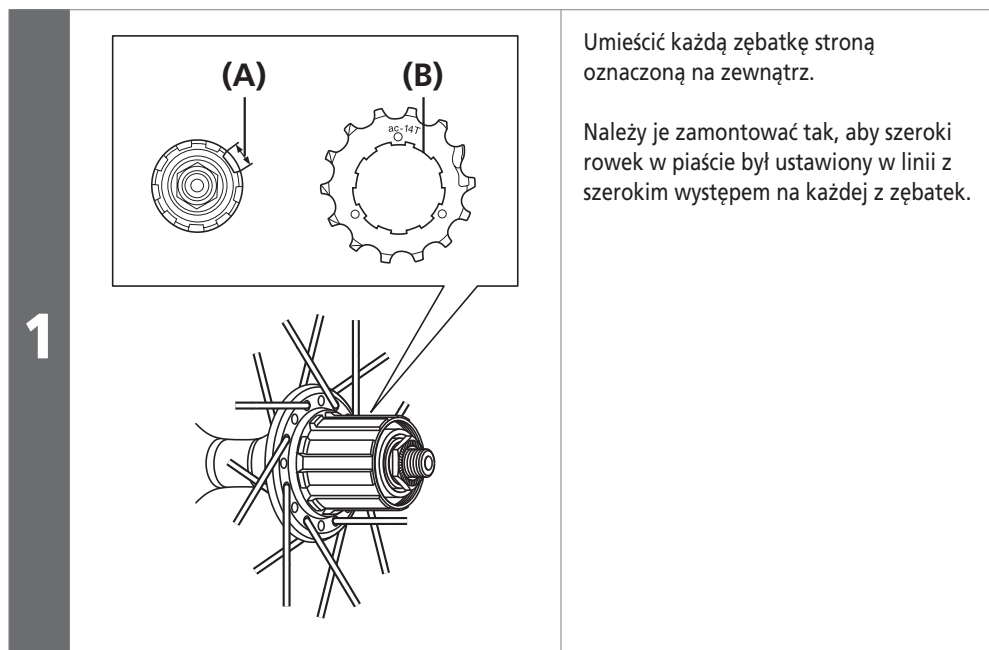 (A)
(B)
ac-14T
1
Umieścić każdą zębatkę stroną
oznaczoną na zewnątrz.
Należy je zamontować tak, aby szeroki
rowek w piaście był ustawiony w linii z
szerokim występem na każdej z zębatek.